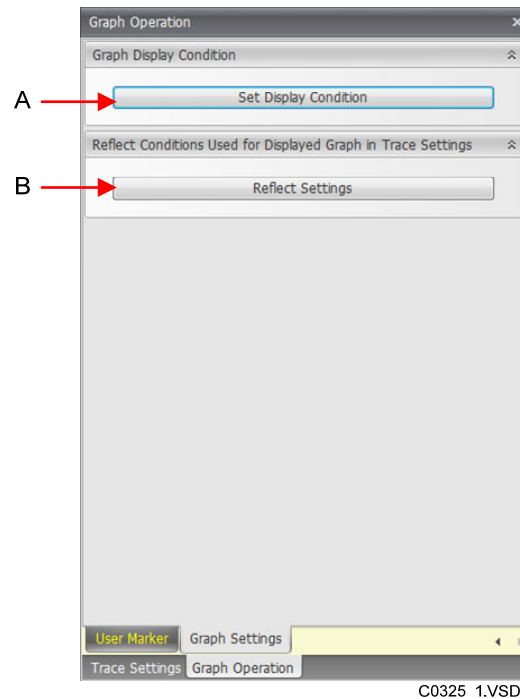 Graph Operation
Graph Display Condition
A
Set Display Condition
Reflect Conditions Used for Displayed Graph in Trace Settings
B
Reflect Settings
User Marker Graph Settings
Trace Settings Graph Operation
C0325_1.VSD